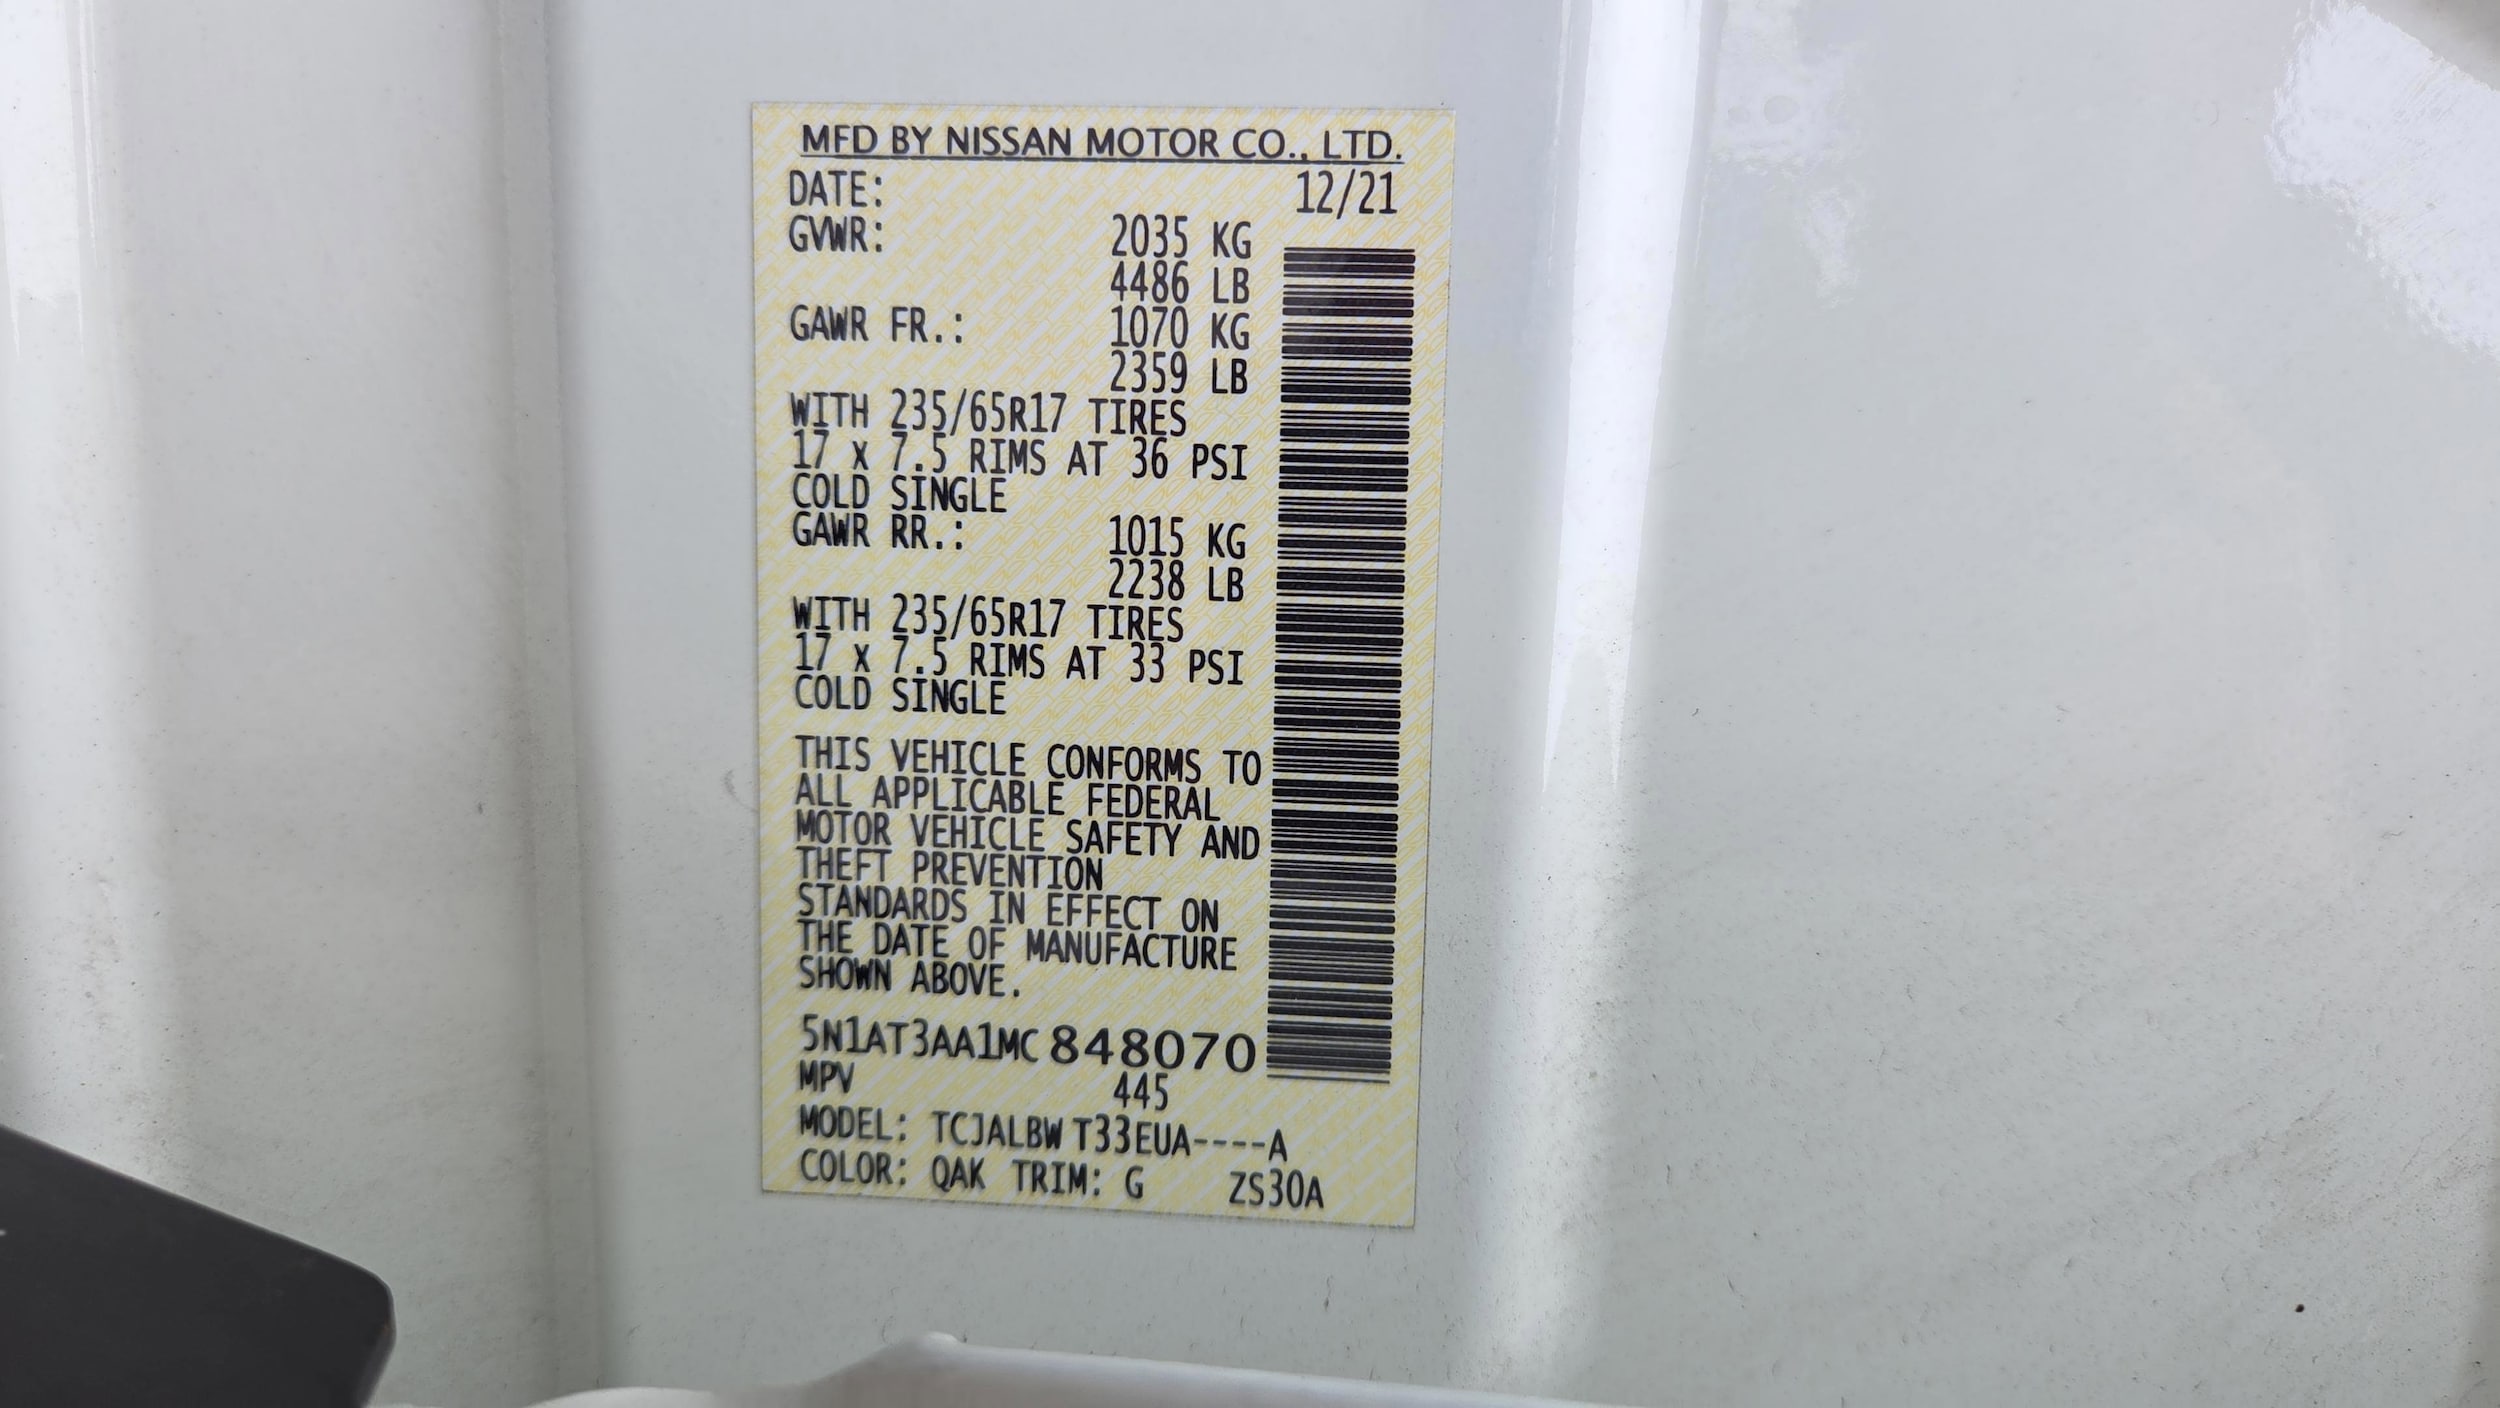 MFD BY NISSAN MOTOR CO., LTD.
DATE: 12/21
GVWR: 2035 KG
4486 LB
GAWR FR.: 1070 KG
2359 LB
WITH 235/65R17 TIRES
17 x 7.5 RIMS AT 36 PSI
COLD SINGLE
GAWR RR.: 1015 KG
2238 LB
WITH 235/65R17 TIRES
17 x 7.5 RIMS AT 33 PSI
COLD SINGLE
THIS VEHICLE CONFORMS TO
ALL APPLICABLE FEDERAL
MOTOR VEHICLE SAFETY AND
THEFT PREVENTION
STANDARDS IN EFFECT ON
THE DATE OF MANUFACTURE
SHOWN ABOVE.
5N1AT3AA1MC848070
MPV 445
MODEL: TCJALBW T33EUA----A
COLOR: QAK TRIM: G ZS30A